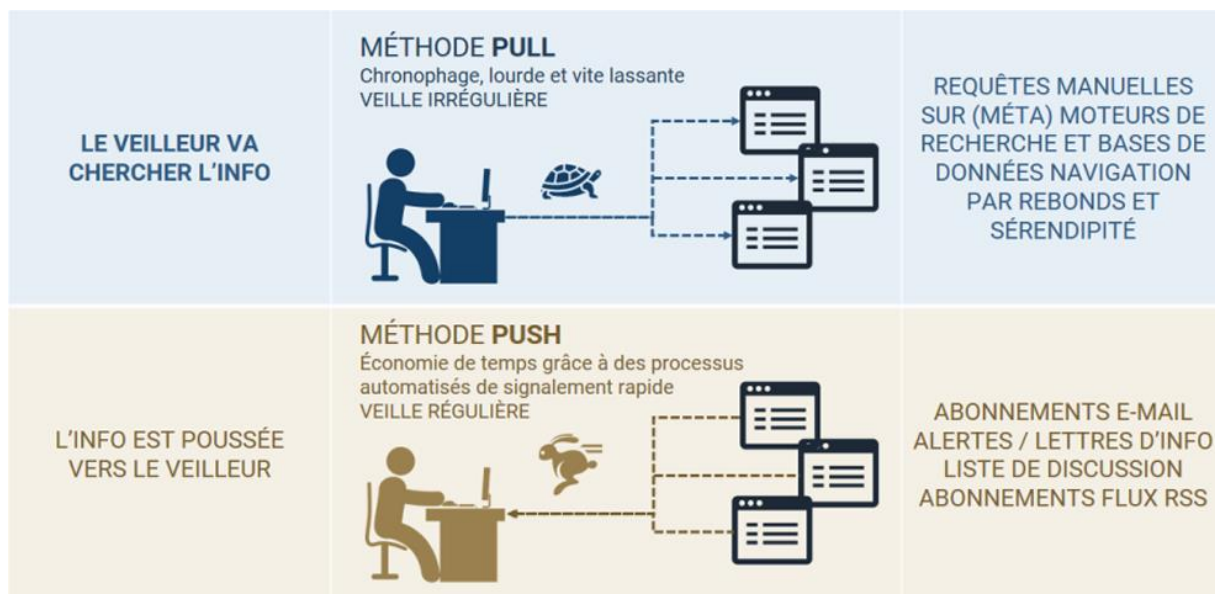 LE VEILLEUR VA
CHERCHER L'INFO
MÉTHODE PULL
Chronophage, lourde et vite lassante
VEILLE IRRÉGULIÈRE
REQUÊTES MANUELLES
SUR (MÉTA) MOTEURS DE
RECHERCHE ET BASES DE
DONNÉES NAVIGATION
PAR REBONDS ET
SÉRENDIPITÉ
L'INFO EST POUSSÉE
VERS LE VEILLEUR
MÉTHODE PUSH
Économie de temps grâce à des processus
automatisés de signalement rapide
VEILLE RÉGULIÈRE
ABONNEMENTS E-MAIL
ALERTES / LETTRES D'INFO
LISTE DE DISCUSSION
ABONNEMENTS FLUX RSS